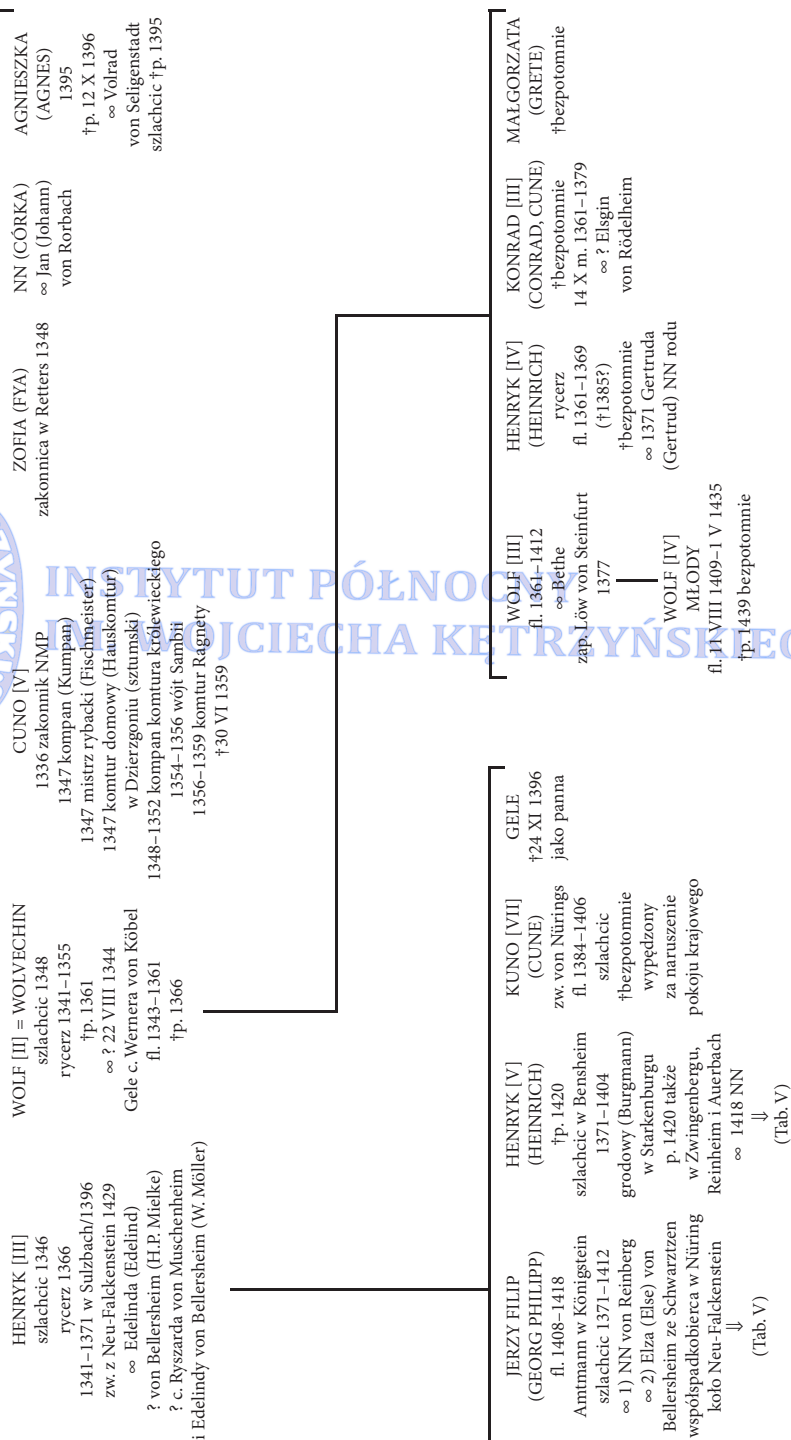 HENRYK [III]
szlachcic 1346
rycerz 1366
1341–1371 w Sulzbach/1396
zw. z Neu-Falckenstein 1429
∞ Edelinda (Edelind)
? von Bellersheim (H.P. Mielke)
? c. Ryszarda von Muschenheim
i Edelindy von Bellersheim (W. Möller)
WOLF [II] = WOLVECHIN
szlachcic 1348
rycerz 1341–1355
†p. 1361
∞ ? 22 VIII 1344
Gele c. Wernera von Köbel
fl. 1343–1361
†p. 1366
CUNO [V]
1336 zakonnik NMP
1347 kompan (Kumpan)
1347 mistrz rybacki (Fischmeister)
1347 komtur domowy (Hauskomtur)
w Dzierzgoniu (sztumski)
1348–1352 kompan komtura królewieckiego
1354–1356 wójt Sambii
1356–1359 komtur Ragnety
†30 VI 1359
ZOFIA (FYA)
zakonnica w Retters 1348
NN (CÓRKA)
∞ Jan (Johann)
von Rorbach
AGNIESZKA
(AGNES)
1395
†p. 12 X 1396
∞ Volrad
von Seligenstadt
szlachcic †p. 1395
JERZY FILIP
(GEORG PHILIPP)
fl. 1408–1418
Amtmann w Königstein
szlachcic 1371–1412
∞ 1) NN von Reinberg
∞ 2) Elza (Else) von
Bellersheim ze Schwartzen
współspadkobierca w Nüring
koło Neu-Falckenstein
⇓
(Tab. V)
HENRYK [V]
(HEINRICH)
†p. 1420
szlachcic w Bensheim
1371–1404
grodowy (Burgmann)
w Starkenburgu
p. 1420 także
w Zwingenbergu,
Reinheim i Auerbach
∞ 1418 NN
⇓
(Tab. V)
KUNO [VII]
(CUNE)
zw. von Nürings
fl. 1384–1406
szlachcic
†bezpotomnie
wypędzony
za naruszenie
pokoju krajowego
GELE
†24 XI 1396
jako panna
WOLF [III]
fl. 1361–1412
∞ Bethe
zap. Löw von Steinfurt
1377
WOLF [IV]
MŁODY
fl. 11 VIII 1409–1 V 1435
†p. 1439 bezpotomnie
HENRYK [IV]
(HEINRICH)
rycerz
fl. 1361–1369
(†1385?)
†bezpotomnie
∞ 1371 Gertruda
(Gertrud) NN rodu
KONRAD [III]
(CONRAD, CUNE)
†bezpotomnie
14 X m. 1361–1379
∞ ? Elsgin
von Rödelheim
MAŁGORZATA
(GRETE)
†bezpotomnie
INSTYTUT PÓŁNOCNY
WOJCIECHA KĘTRZYŃSKIEGO